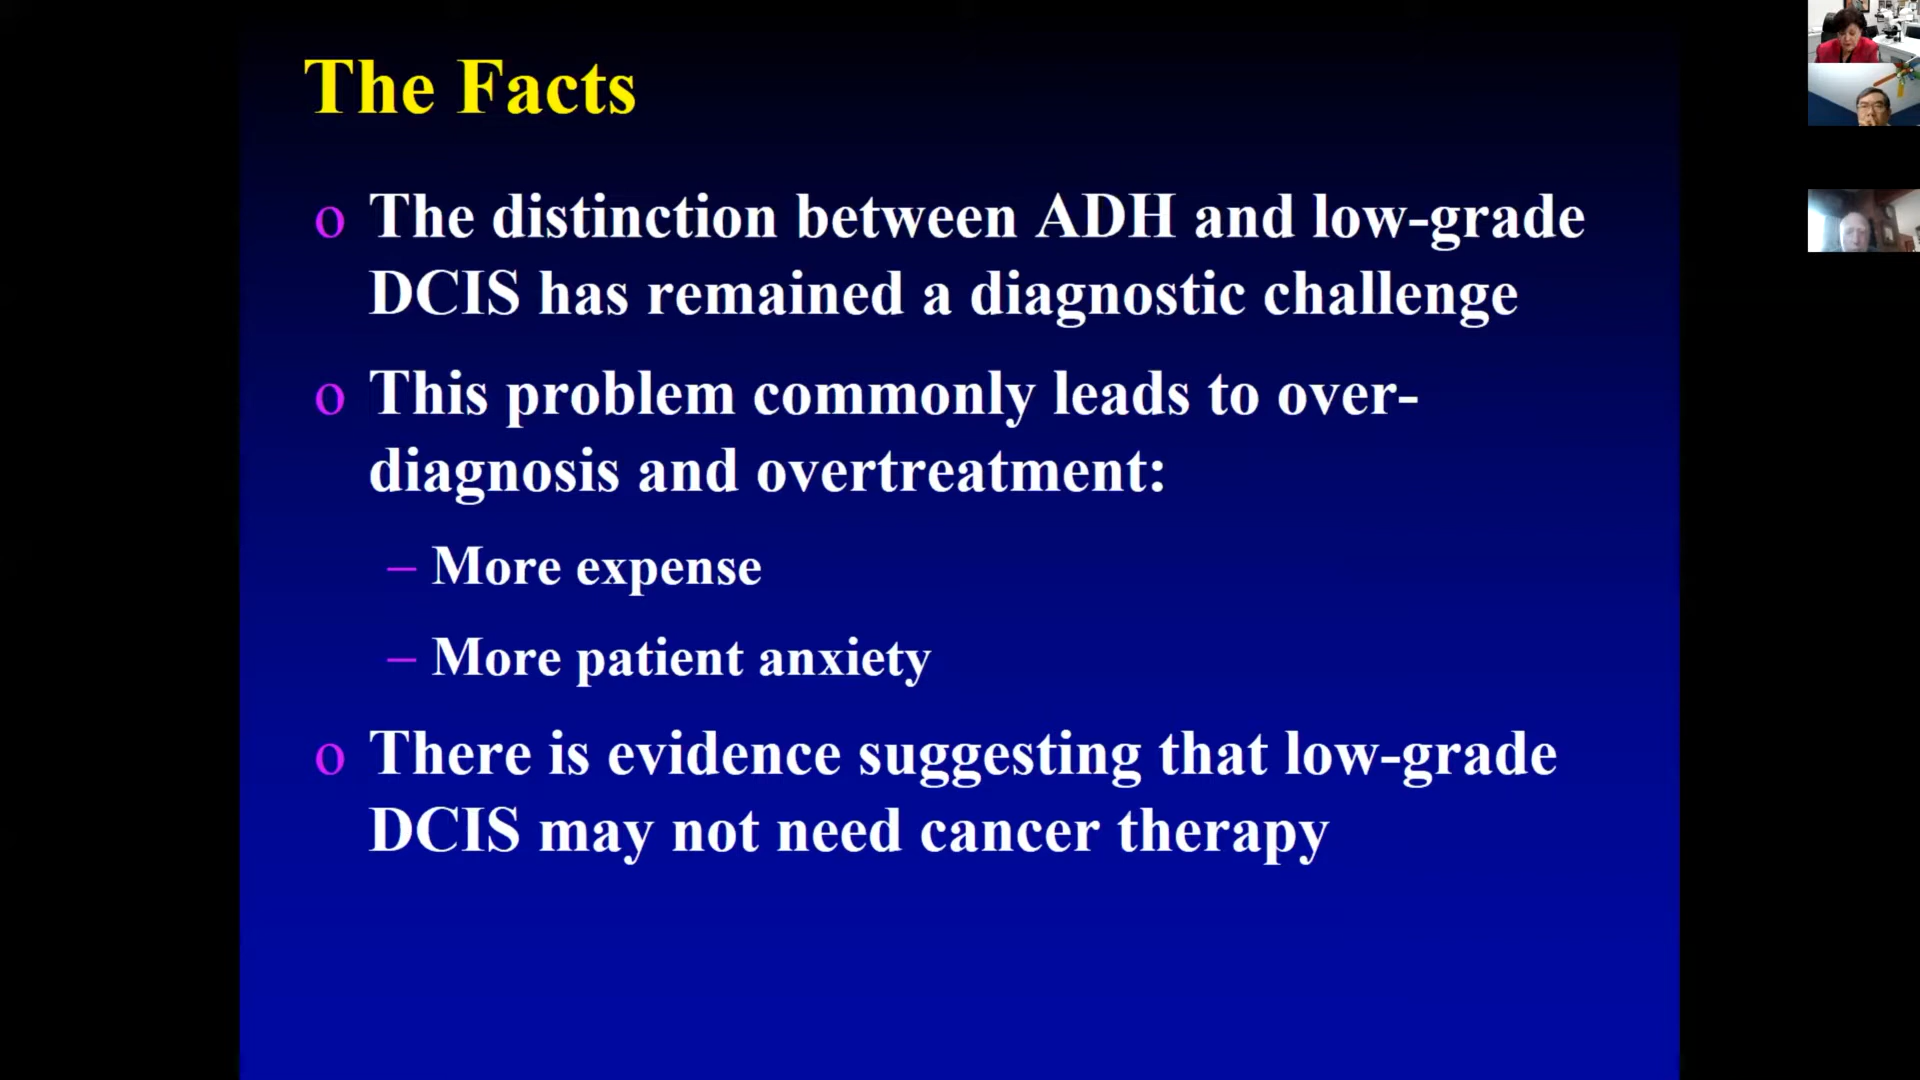 The Facts
o The distinction between ADH and low-grade
DCIS has remained a diagnostic challenge
o This problem commonly leads to over-
diagnosis and overtreatment:
– More expense
– More patient anxiety
o There is evidence suggesting that low-grade
DCIS may not need cancer therapy